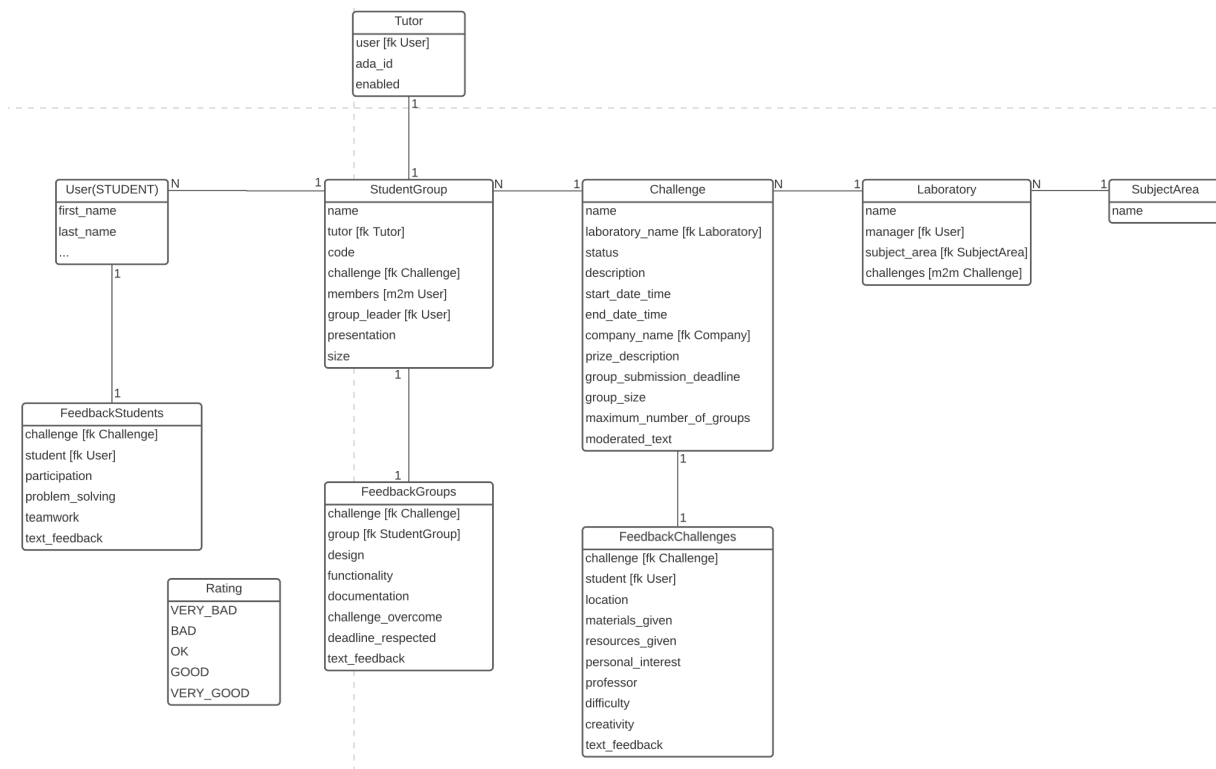 Tutor
user [fk User]
ada_id
enabled
1
1
User(STUDENT)
first_name
last_name
...
N
1
StudentGroup
name
tutor [fk Tutor]
code
challenge [fk Challenge]
members [m2m User]
group_leader [fk User]
presentation
size
N
1
Challenge
name
laboratory_name [fk Laboratory]
status
description
start_date_time
end_date_time
company_name [fk Company]
prize_description
group_submission_deadline
group_size
maximum_number_of_groups
moderated_text
N
1
Laboratory
name
manager [fk User]
subject_area [fk SubjectArea]
challenges [m2m Challenge]
N
1
SubjectArea
name
1
1
FeedbackStudents
challenge [fk Challenge]
student [fk User]
participation
problem_solving
teamwork
text_feedback
1
1
FeedbackGroups
challenge [fk Challenge]
group [fk StudentGroup]
design
functionality
documentation
challenge_overcome
deadline_respected
text_feedback
1
1
FeedbackChallenges
challenge [fk Challenge]
student [fk User]
location
materials_given
resources_given
personal_interest
professor
difficulty
creativity
text_feedback
Rating
VERY_BAD
BAD
OK
GOOD
VERY_GOOD